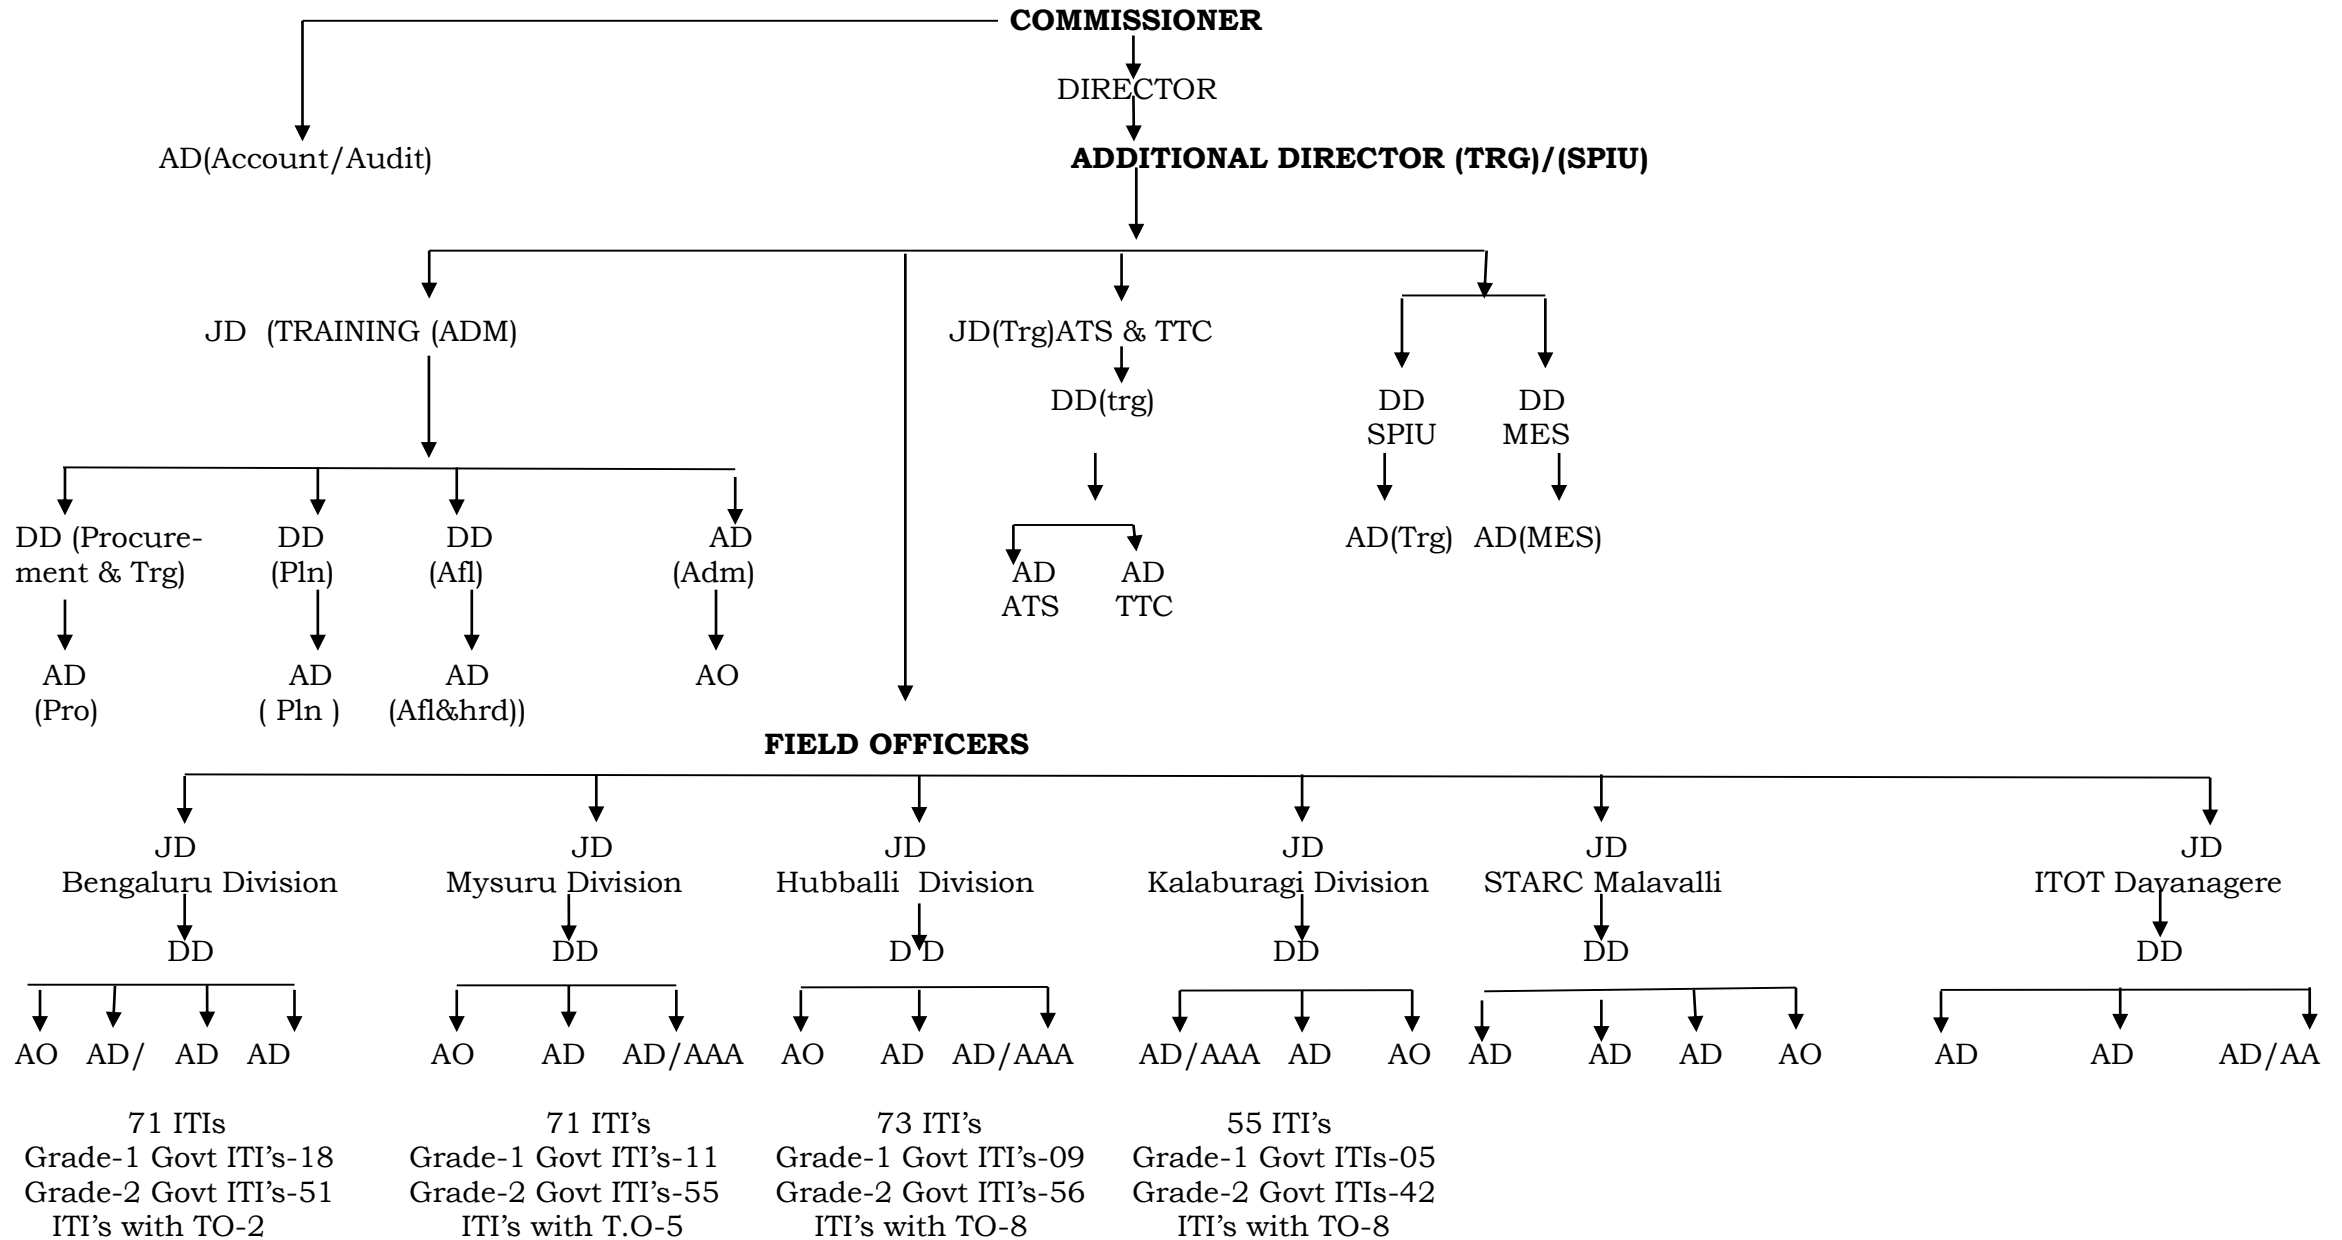 COMMISSIONER
DIRECTOR
AD(Account/Audit) ADDITIONAL DIRECTOR (TRG)/(SPIU)
JD (TRAINING (ADM) JD(Trg)ATS & TTC
DD(trg) DD DD
SPIU MES
DD (Procure- DD DD AD AD(Trg) AD(MES)
ment & Trg) (Pln) (Afl) (Adm) AD AD
ATS TTC
AD AD AD AO
(Pro) ( Pln ) (Afl&hrd))
FIELD OFFICERS
JD JD JD JD JD JD
Bengaluru Division Mysuru Division Hubballi Division Kalaburagi Division STARC Malavalli ITOT Davanagere
DD DD D D DD DD DD
AO AD/ AD AD AO AD AD/AAA AO AD AD/AAA AD/AAA AD AO AD AD AD AO AD AD AD/AA
71 ITIs 71 ITI’s 73 ITI’s 55 ITI’s
Grade-1 Govt ITI’s-18 Grade-1 Govt ITI’s-11 Grade-1 Govt ITI’s-09 Grade-1 Govt ITIs-05
Grade-2 Govt ITI’s-51 Grade-2 Govt ITI’s-55 Grade-2 Govt ITI’s-56 Grade-2 Govt ITIs-42
ITI’s with TO-2 ITI’s with T.O-5 ITI’s with TO-8 ITI’s with TO-8